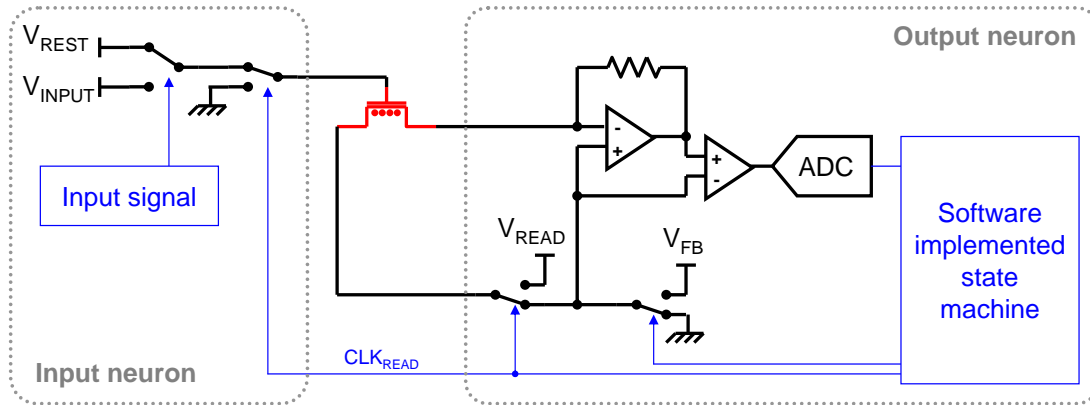 V_REST
V_INPUT
Input signal
Input neuron
Output neuron
-
+
+
-
ADC
V_READ
V_FB
Software
implemented
state
machine
CLK_READ